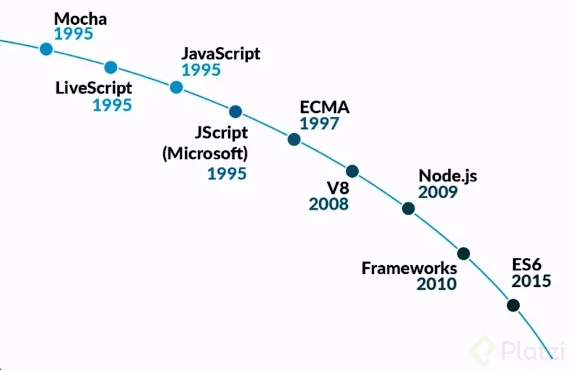 Mocha
1995
LiveScript
1995
JavaScript
1995
JScript
(Microsoft)
1995
ECMA
1997
V8
2008
Node.js
2009
Frameworks
2010
ES6
2015
Platzi